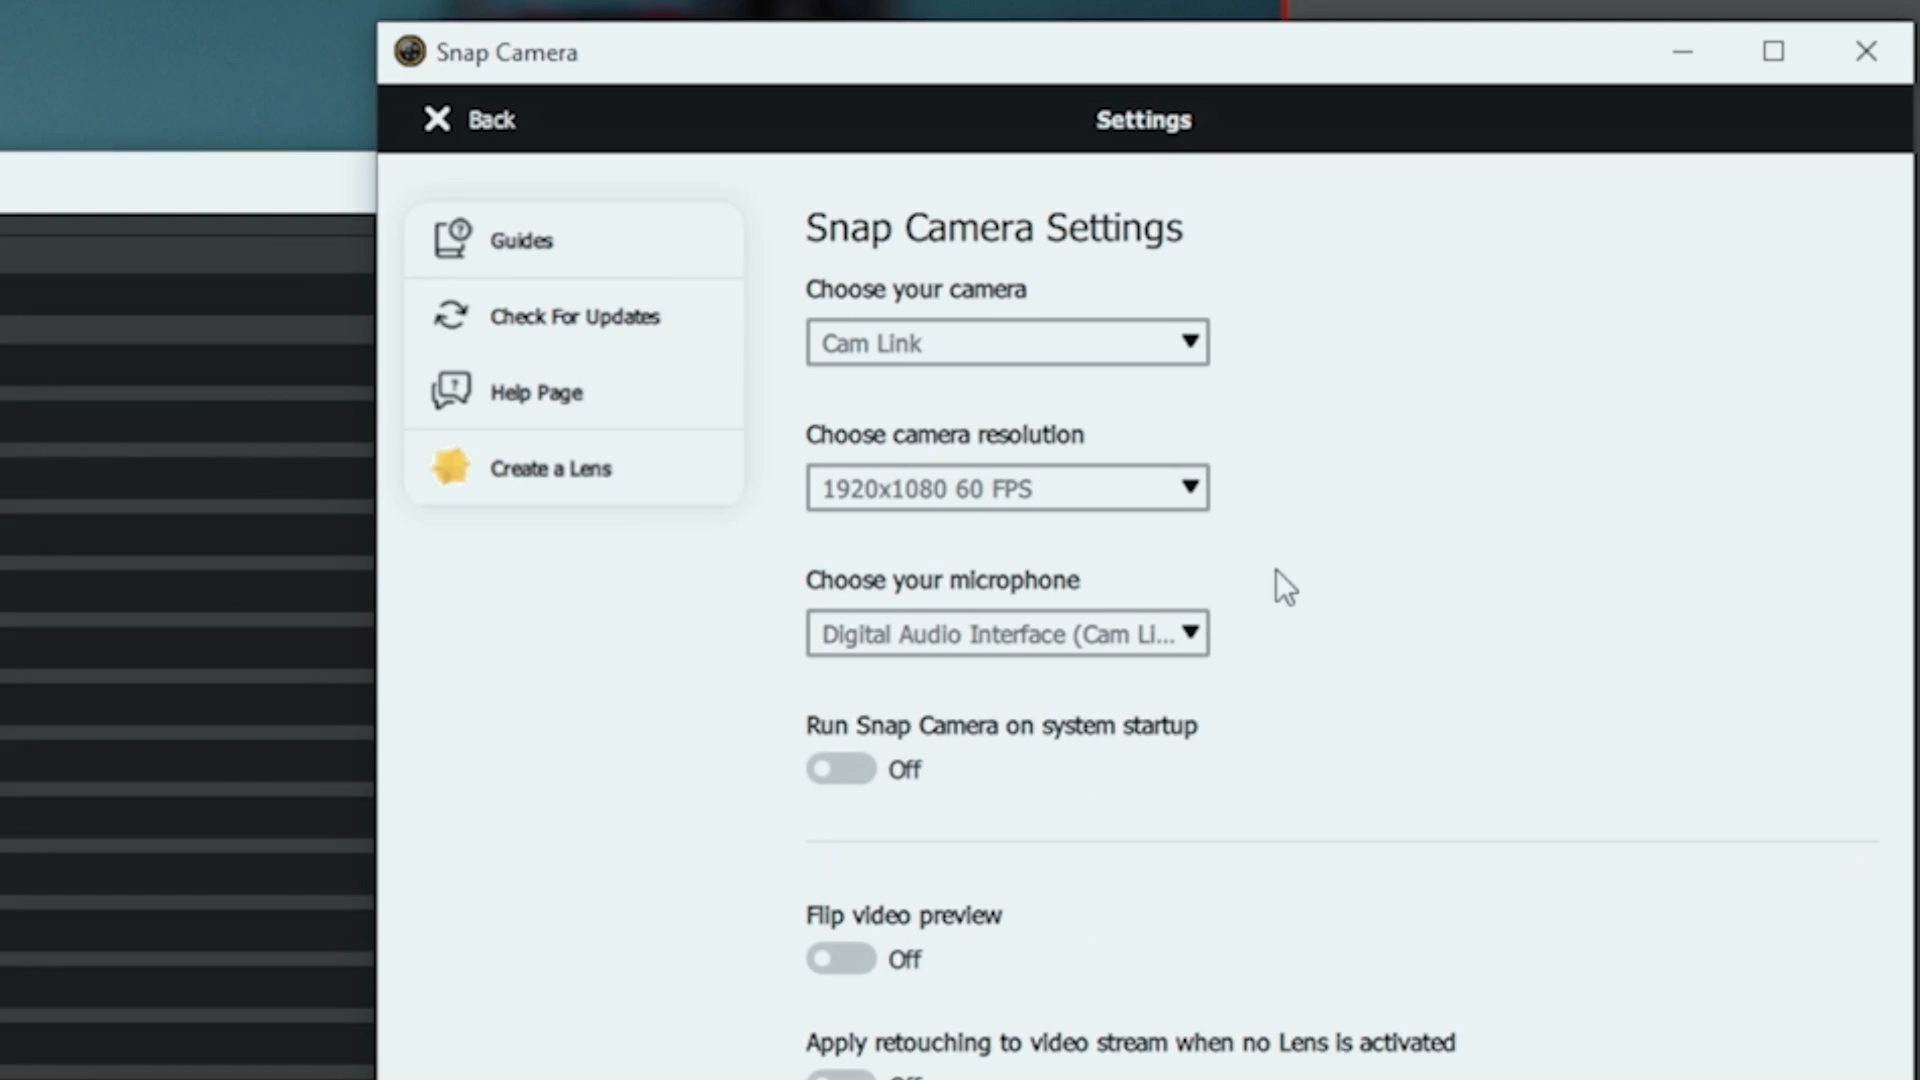 Snap Camera
Back
Settings
Guides
Check For Updates
Help Page
Create a Lens
Snap Camera Settings
Choose your camera
Cam Link
Choose camera resolution
1920x1080 60 FPS
Choose your microphone
Digital Audio Interface (Cam Li...
Run Snap Camera on system startup
Off
Flip video preview
Off
Apply retouching to video stream when no Lens is activated